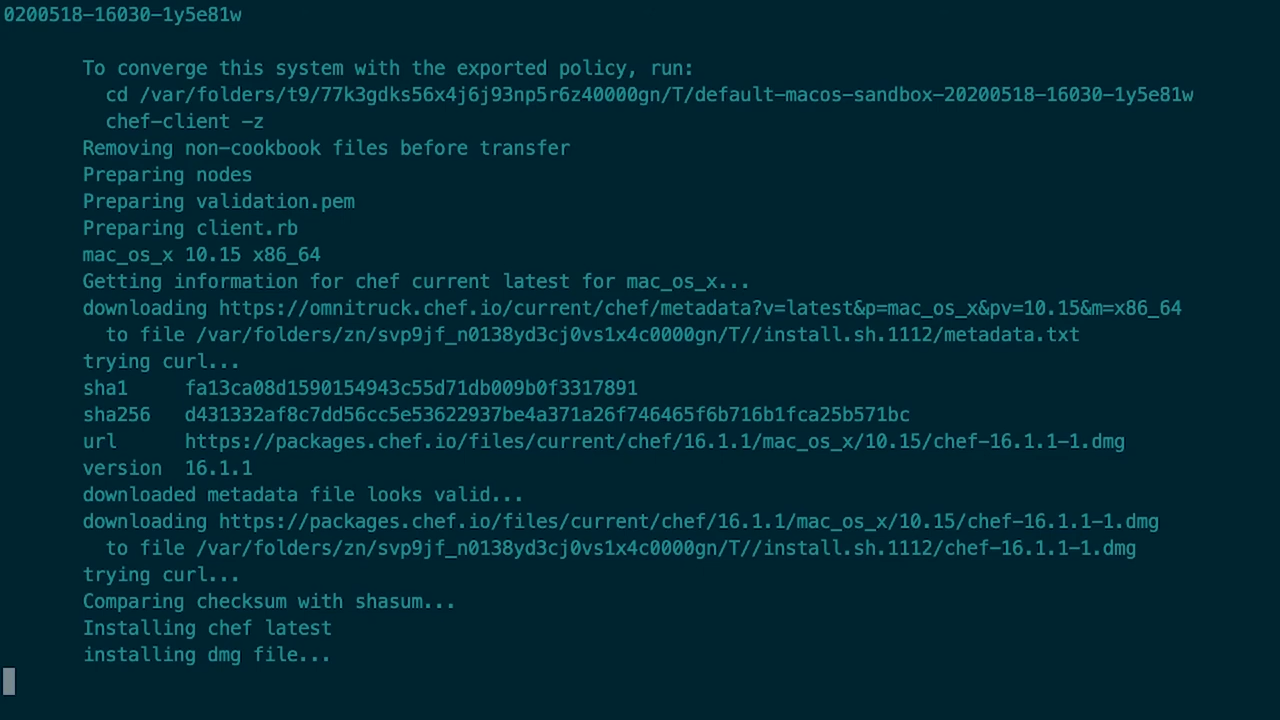 0200518-16030-1y5e81w
To converge this system with the exported policy, run:
cd /var/folders/t9/77k3gdks56x4j6j93np5r6z40000gn/T/default-macos-sandbox-20200518-16030-1y5e81w
chef-client -z
Removing non-cookbook files before transfer
Preparing nodes
Preparing validation.pem
Preparing client.rb
mac_os_x 10.15 x86_64
Getting information for chef current latest for mac_os_x...
downloading https://omnitruck.chef.io/current/chef/metadata?v=latest&p=mac_os_x&pv=10.15&m=x86_64
to file /var/folders/zn/svp9jf_n0138yd3cj0vs1x4c0000gn/T//install.sh.1112/metadata.txt
trying curl...
sha1 fa13ca08d1590154943c55d71db009b0f3317891
sha256 d431332af8c7dd56cc5e53622937be4a371a26f746465f6b716b1fca25b571bc
url https://packages.chef.io/files/current/chef/16.1.1/mac_os_x/10.15/chef-16.1.1-1.dmg
version 16.1.1
downloaded metadata file looks valid...
downloading https://packages.chef.io/files/current/chef/16.1.1/mac_os_x/10.15/chef-16.1.1-1.dmg
to file /var/folders/zn/svp9jf_n0138yd3cj0vs1x4c0000gn/T//install.sh.1112/chef-16.1.1-1.dmg
trying curl...
Comparing checksum with shasum...
Installing chef latest
installing dmg file...